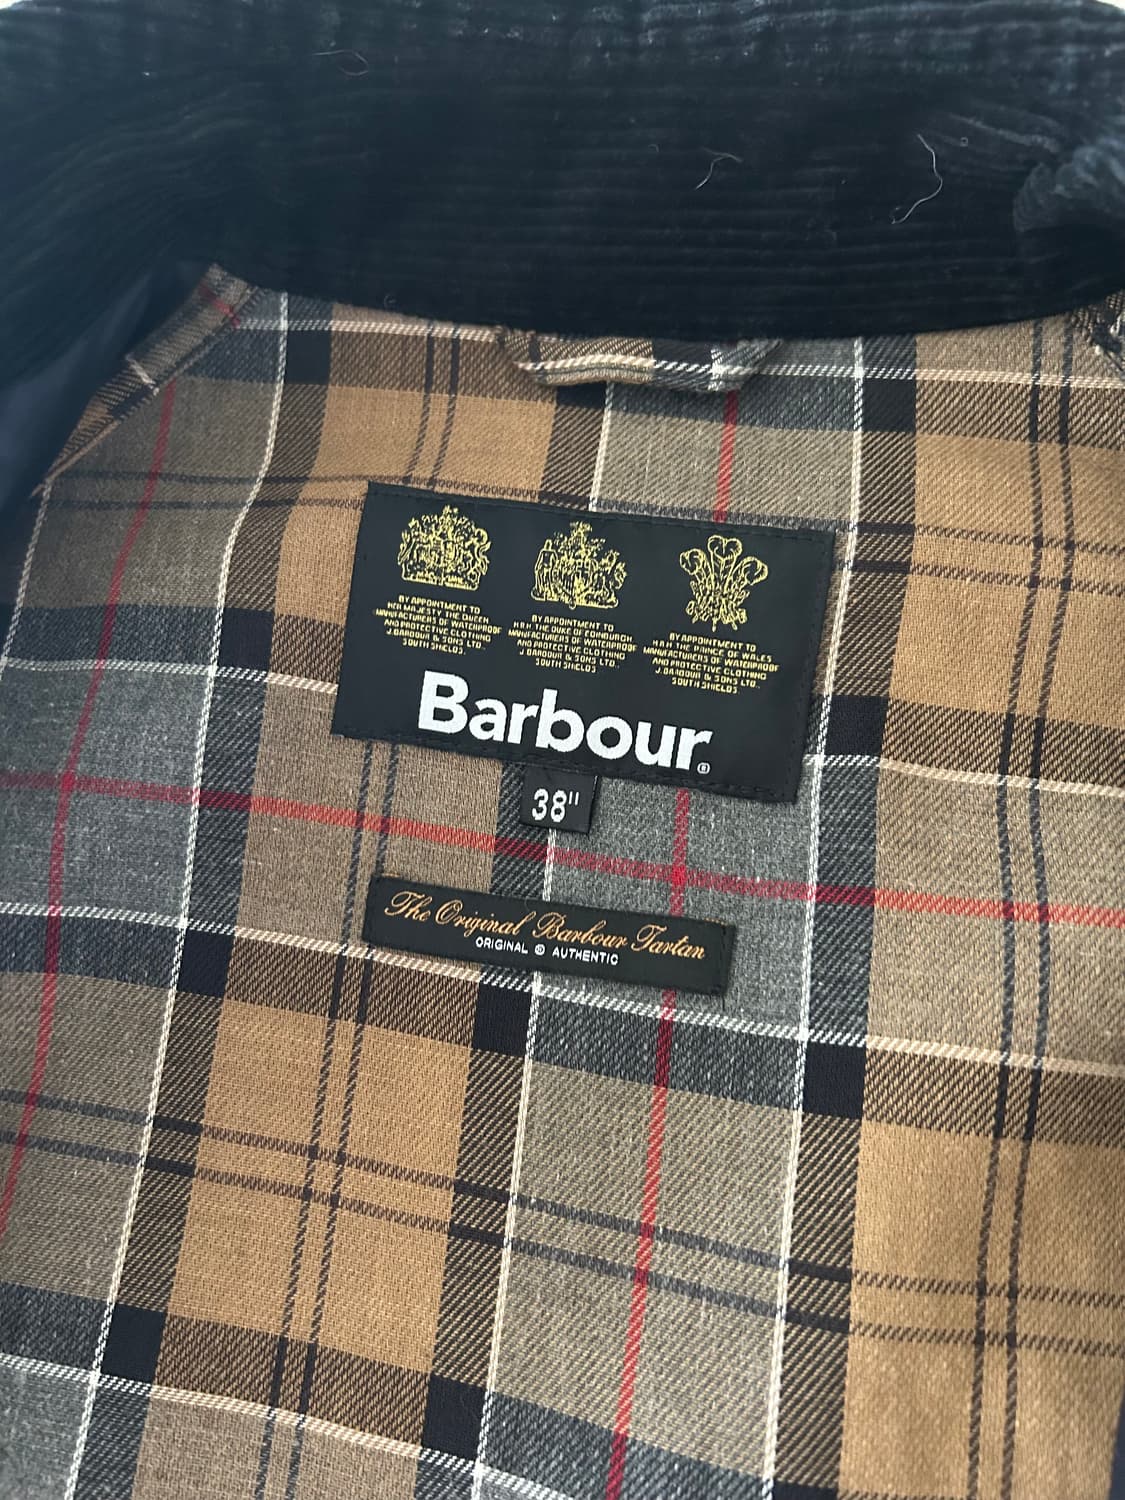 BY APPOINTMENT TO
HER MAJESTY THE QUEEN
MANUFACTURERS OF WATERPROOF
AND PROTECTIVE CLOTHING
J.BARBOUR & SONS LTD.,
SOUTH SHIELDS.
BY APPOINTMENT TO
H.R.H THE DUKE OF EDINBURGH
MANUFACTURERS OF WATERPROOF
AND PROTECTIVE CLOTHING
J.BARBOUR & SONS LTD.,
SOUTH SHIELDS
BY APPOINTMENT TO
H.R.H THE PRINCE OF WALES
MANUFACTURERS OF WATERPROOF
AND PROTECTIVE CLOTHING
J.BARBOUR & SONS LTD.,
SOUTH SHIELDS
Barbour®
38"
The Original Barbour Tartan
ORIGINAL AUTHENTIC